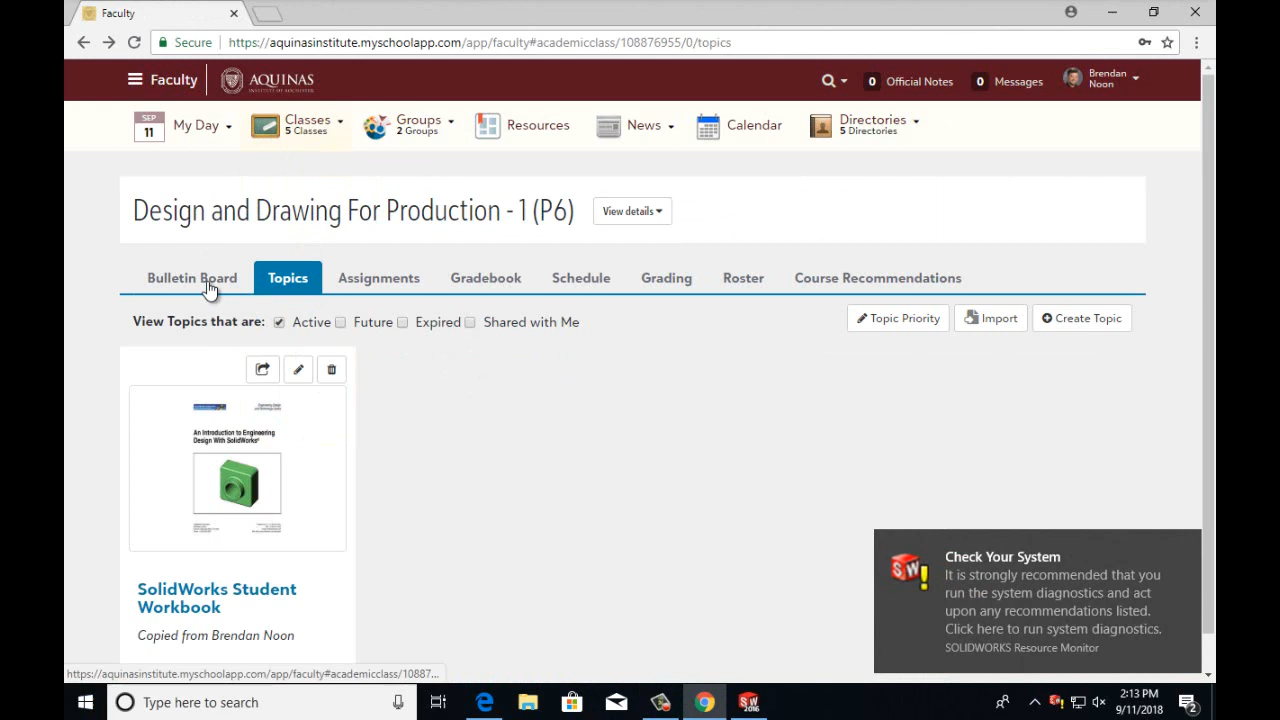 Faculty
Secure
https://aquinasinstitute.myschoolapp.com/app/faculty#academicclass/108876955/0/topics
Faculty
AQUINAS
0 Official Notes
0 Messages
Brendan
Noon
SEP
11
My Day
Classes
5 Classes
Groups
2 Groups
Resources
News
Calendar
Directories
5 Directories
Design and Drawing For Production - 1 (P6)
View details
Bulletin Board
Topics
Assignments
Gradebook
Schedule
Grading
Roster
Course Recommendations
View Topics that are: Active Future Expired Shared with Me
Topic Priority
Import
Create Topic
An Introduction to Engineering
Design With SolidWorks
SolidWorks Student
Workbook
Copied from Brendan Noon
SW
Check Your System
It is strongly recommended that you
run the system diagnostics and act
upon any recommendations listed.
Click here to run system diagnostics.
SOLIDWORKS Resource Monitor
https://aquinasinstitute.myschoolapp.com/app/faculty#academicclass/10887...
Type here to search
SW
2016
2:13 PM
9/11/2018
2